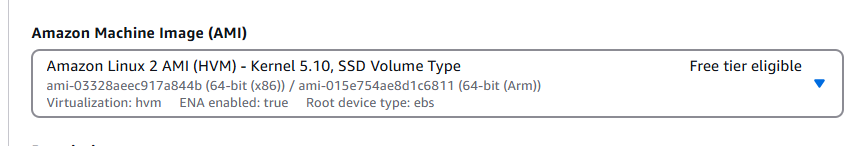 Amazon Machine Image (AMI)
Amazon Linux 2 AMI (HVM) - Kernel 5.10, SSD Volume Type Free tier eligible
ami-03328aeec917a844b (64-bit (x86)) / ami-015e754ae8d1c6811 (64-bit (Arm))
Virtualization: hvm ENA enabled: true Root device type: ebs